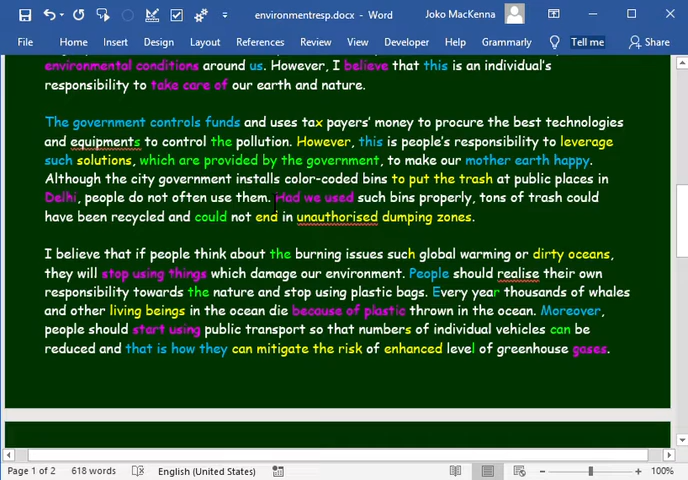 environmentresp.docx - Word
Joko MacKenna
File Home Insert Design Layout References Mailings Review View Developer Help Grammarly Tell me Share
environmental conditions around us. However, I believe that this is an individual's
responsibility to take care of our earth and nature.
The government controls funds and uses tax payers' money to procure the best technologies
and equipments to control the pollution. However, this is people's responsibility to leverage
such solutions, which are provided by the government, to make our mother earth happy.
Although the city government installs color-coded bins to put the trash at public places in
Delhi, people do not often use them. Had we used such bins properly, tons of trash could
have been recycled and could not end in unauthorised dumping zones.
I believe that if people think about the burning issues such global warming or dirty oceans,
they will stop using things which damage our environment. People should realise their own
responsibility towards the nature and stop using plastic bags. Every year thousands of whales
and other living beings in the ocean die because of plastic thrown in the ocean. Moreover,
people should start using public transport so that numbers of individual vehicles can be
reduced and that is how they can mitigate the risk of enhanced level of greenhouse gases.
Page 1 of 2 618 words English (United States) 100%